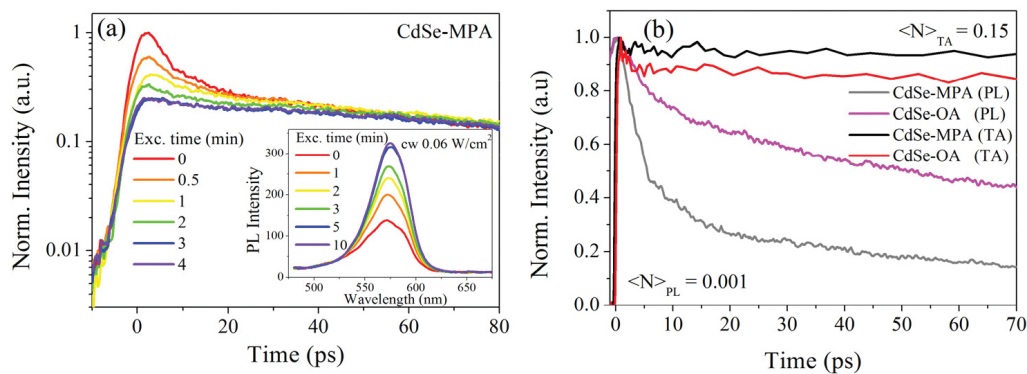 (a)
CdSe-MPA
Norm. Intensity (a.u.)
1
0.1
0.01
Exc. time (min)
0
0.5
1
2
3
4
0
20
40
60
80
Time (ps)
Exc. time (min)
cw 0.06 W/cm²
0
1
2
3
5
10
PL Intensity
300
200
100
0
500
550
600
650
Wavelength (nm)
(b)
<N>TA = 0.15
CdSe-MPA (PL)
CdSe-OA (PL)
CdSe-MPA (TA)
CdSe-OA (TA)
<N>PL = 0.001
Norm. Intensity (a.u)
1.0
0.8
0.6
0.4
0.2
0.0
0
10
20
30
40
50
60
70
Time (ps)